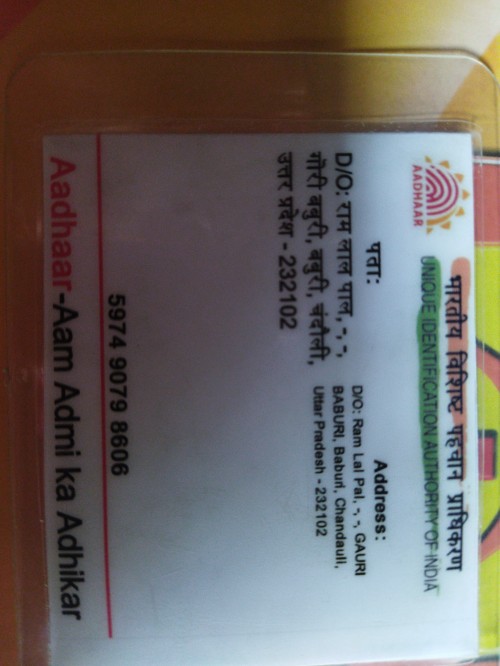 भारतीय विशिष्ट पहचान प्राधिकरण
UNIQUE IDENTIFICATION AUTHORITY OF INDIA
AADHAAR
पता:
D/O: राम लाल पाल, -, -,
गौरी बबुरी, बबुरी, चंदौली,
उत्तर प्रदेश - 232102
Address:
D/O: Ram Lal Pal, -, -, GAURI
BABURI, Baburi, Chandauli,
Uttar Pradesh - 232102
5974 9079 8606
Aadhaar-Aam Admi ka Adhikar